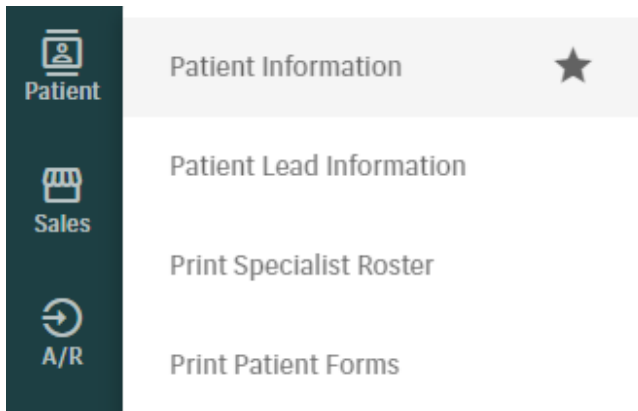 Patient
Sales
A/R
Patient Information
Patient Lead Information
Print Specialist Roster
Print Patient Forms